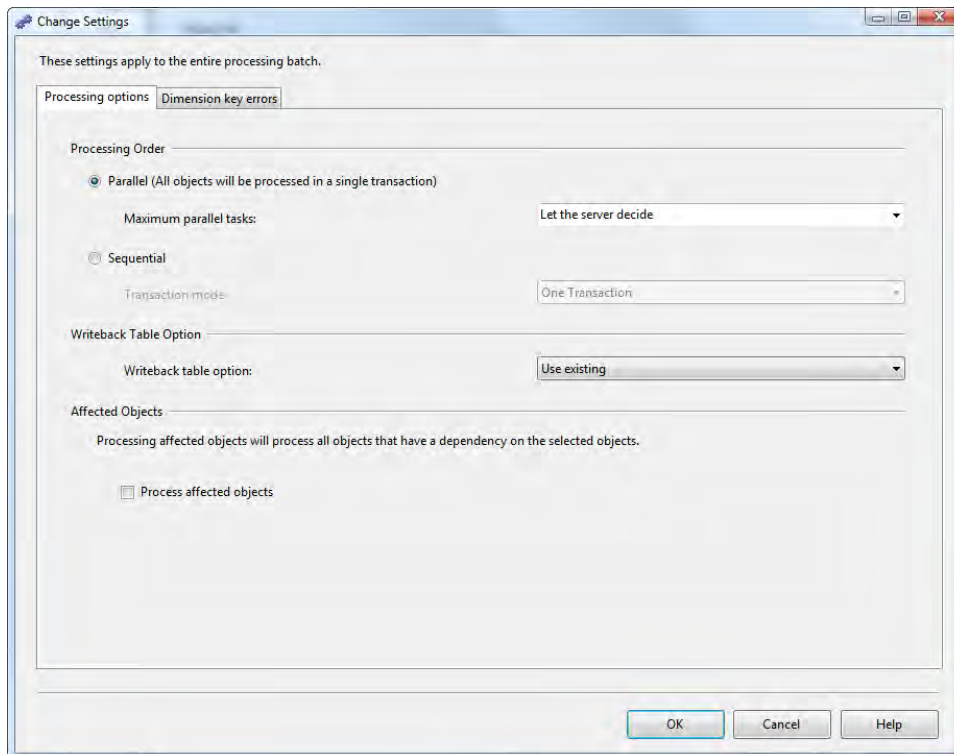 Change Settings
These settings apply to the entire processing batch.
Processing options
Dimension key errors
Processing Order
Parallel (All objects will be processed in a single transaction)
Maximum parallel tasks:
Let the server decide
Sequential
Transaction mode
One Transaction
Writeback Table Option
Writeback table option:
Use existing
Affected Objects
Processing affected objects will process all objects that have a dependency on the selected objects.
Process affected objects
OK
Cancel
Help